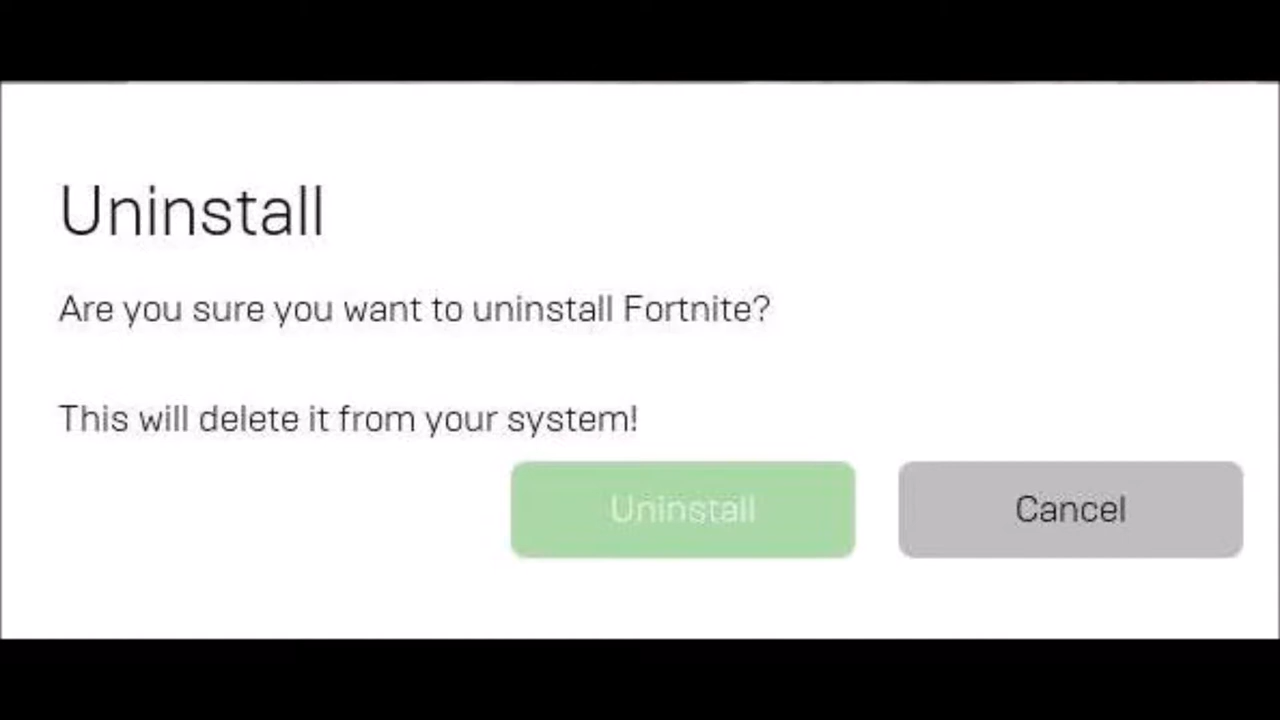 Uninstall
Are you sure you want to uninstall Fortnite?
This will delete it from your system!
Uninstall
Cancel